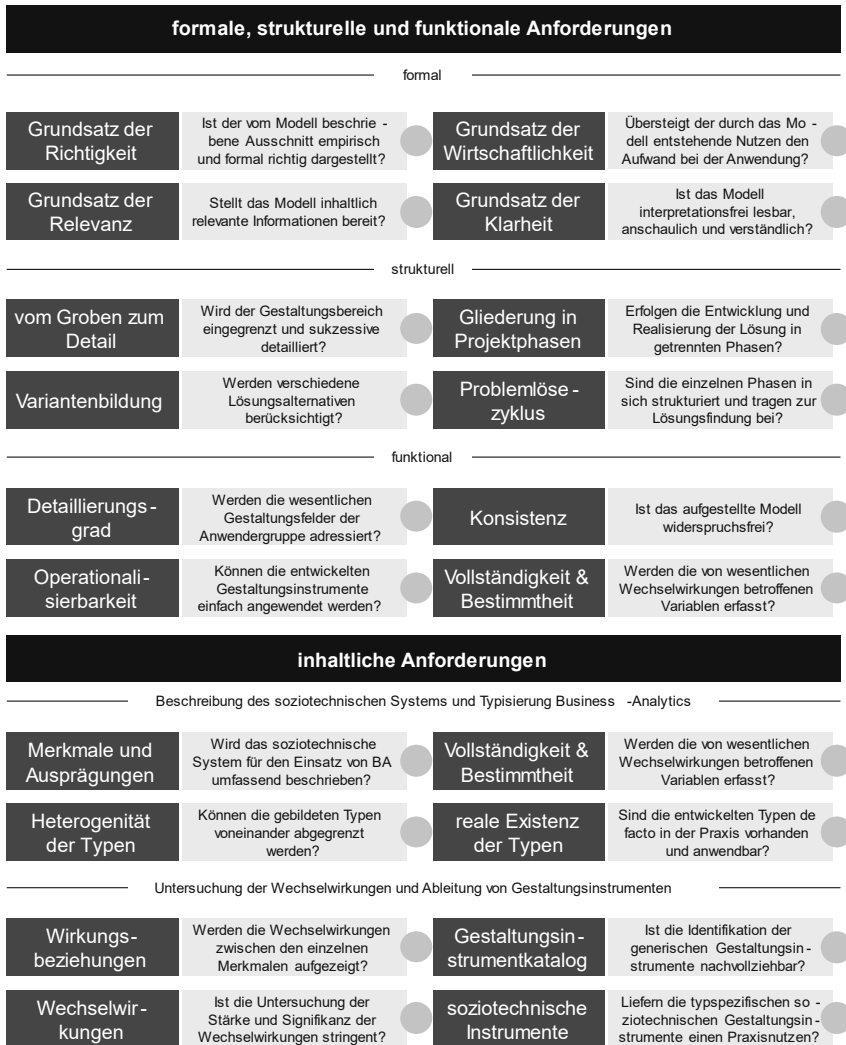 formale, strukturelle und funktionale Anforderungen
formal
Grundsatz der
Richtigkeit
Ist der vom Modell beschrie -
bene Ausschnitt empirisch
und formal richtig dargestellt?
Grundsatz der
Wirtschaftlichkeit
Übersteigt der durch das Mo -
dell entstehende Nutzen den
Aufwand bei der Anwendung?
Grundsatz der
Relevanz
Stellt das Modell inhaltlich
relevante Informationen bereit?
Grundsatz der
Klarheit
Ist das Modell
interpretationsfrei lesbar,
anschaulich und verständlich?
strukturell
vom Groben zum
Detail
Wird der Gestaltungsbereich
eingegrenzt und sukzessive
detailliert?
Gliederung in
Projektphasen
Erfolgen die Entwicklung und
Realisierung der Lösung in
getrennten Phasen?
Variantenbildung
Werden verschiedene
Lösungsalternativen
berücksichtigt?
Problemlöse -
zyklus
Sind die einzelnen Phasen in
sich strukturiert und tragen zur
Lösungsfindung bei?
funktional
Detaillierungs -
grad
Werden die wesentlichen
Gestaltungsfelder der
Anwendergruppe adressiert?
Konsistenz
Ist das aufgestellte Modell
widerspruchsfrei?
Operationali -
sierbarkeit
Können die entwickelten
Gestaltungsinstrumente
einfach angewendet werden?
Vollständigkeit &
Bestimmtheit
Werden die von wesentlichen
Wechselwirkungen betroffenen
Variablen erfasst?
inhaltliche Anforderungen
Beschreibung des soziotechnischen Systems und Typisierung Business -Analytics
Merkmale und
Ausprägungen
Wird das soziotechnische
System für den Einsatz von BA
umfassend beschrieben?
Vollständigkeit &
Bestimmtheit
Werden die von wesentlichen
Wechselwirkungen betroffenen
Variablen erfasst?
Heterogenität
der Typen
Können die gebildeten Typen
voneinander abgegrenzt
werden?
reale Existenz
der Typen
Sind die entwickelten Typen de
facto in der Praxis vorhanden
und anwendbar?
Untersuchung der Wechselwirkungen und Ableitung von Gestaltungsinstrumenten
Wirkungs -
beziehungen
Werden die Wechselwirkungen
zwischen den einzelnen
Merkmalen aufgezeigt?
Gestaltungsin -
strumentkatalog
Ist die Identifikation der
generischen Gestaltungsin -
strumente nachvollziehbar?
Wechselwir -
kungen
Ist die Untersuchung der
Stärke und Signifikanz der
Wechselwirkungen stringent?
soziotechnische
Instrumente
Liefern die typspezifischen so -
ziotechnischen Gestaltungsin -
strumente einen Praxisnutzen?